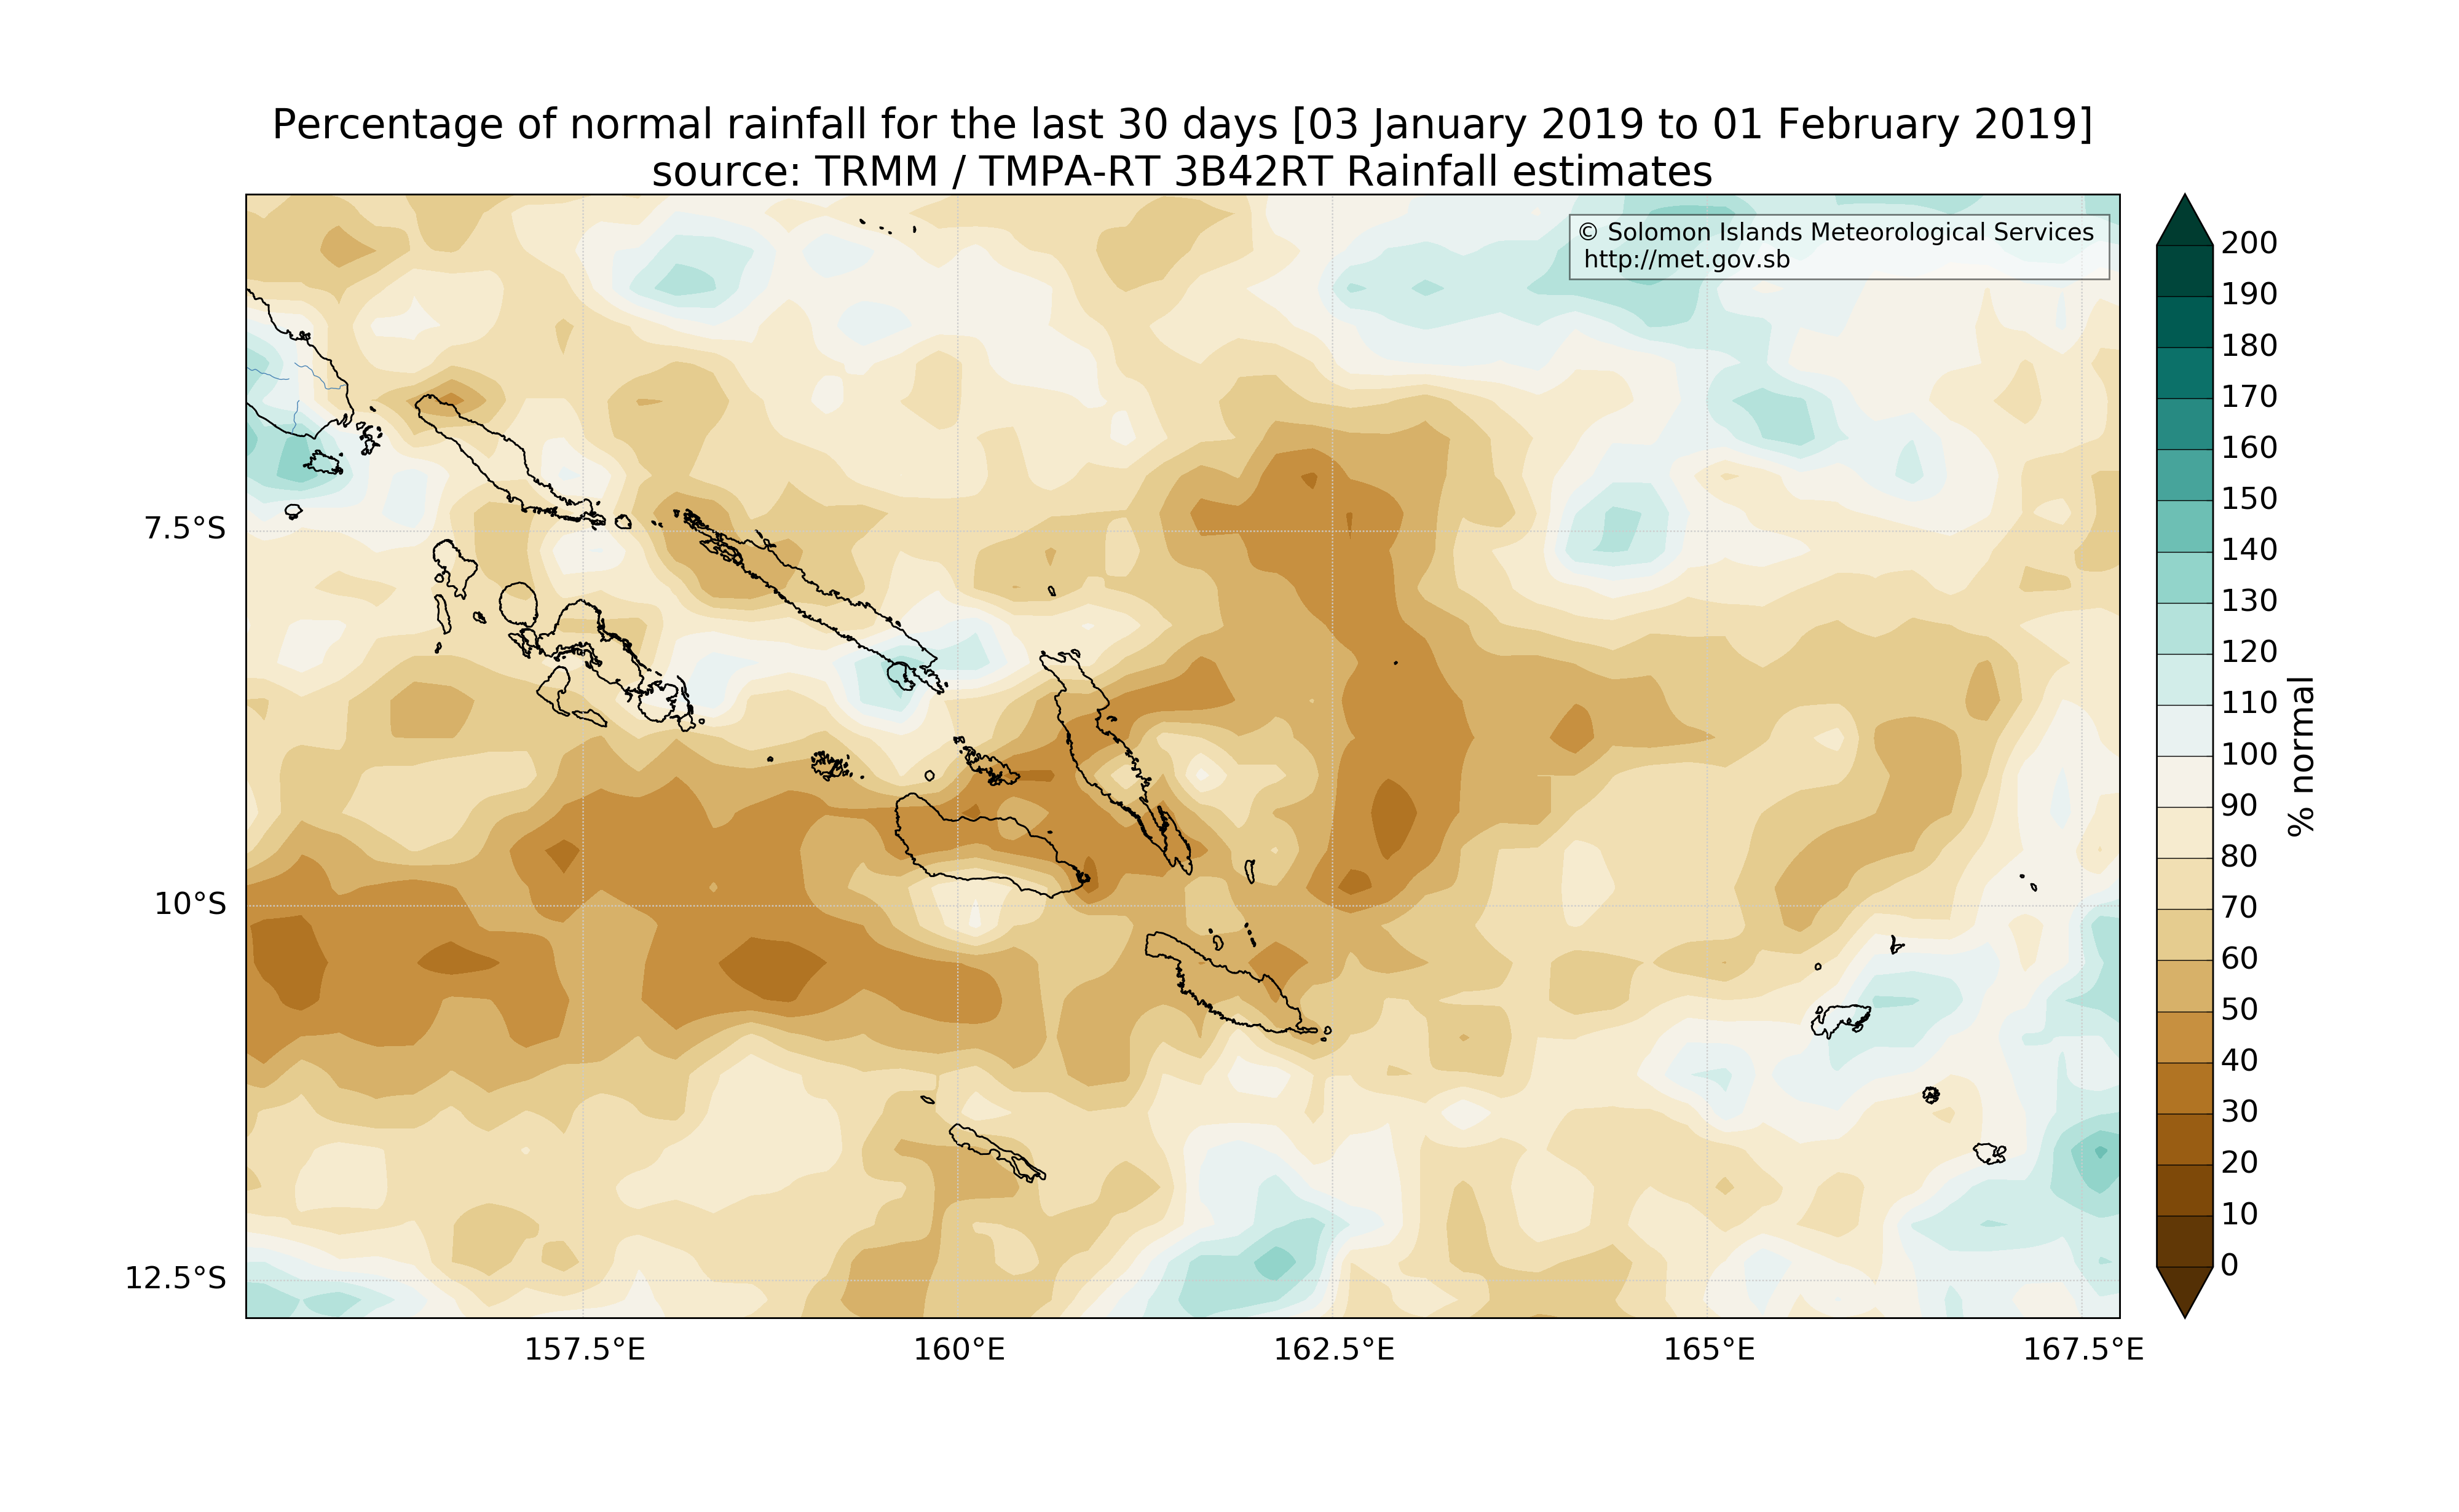 Percentage of normal rainfall for the last 30 days [03 January 2019 to 01 February 2019]
source: TRMM / TMPA-RT 3B42RT Rainfall estimates
© Solomon Islands Meteorological Services
http://met.gov.sb
7.5°S
10°S
12.5°S
157.5°E
160°E
162.5°E
165°E
167.5°E
200
190
180
170
160
150
140
130
120
110
100
90
80
70
60
50
40
30
20
10
0
% normal